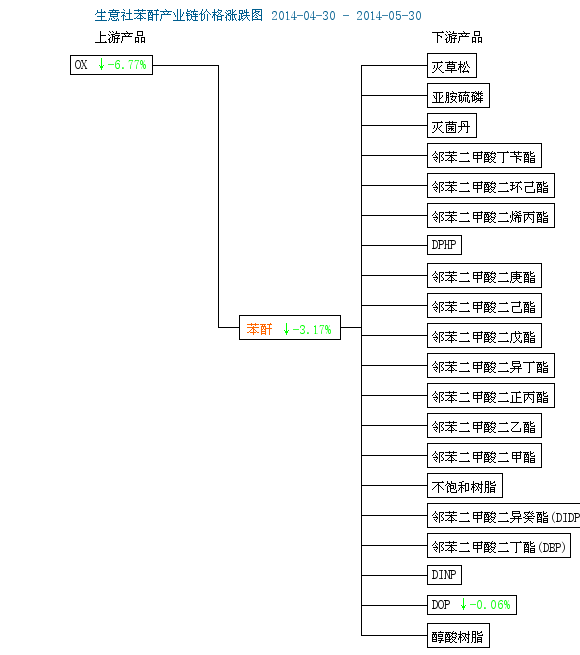 生意社苯酐产业链价格涨跌图 2014-04-30 - 2014-05-30
上游产品
下游产品
OX ↓-6.77%
苯酐 ↓-3.17%
灭草松
亚胺硫磷
灭菌丹
邻苯二甲酸丁苄酯
邻苯二甲酸二环己酯
邻苯二甲酸二烯丙酯
DPHP
邻苯二甲酸二庚酯
邻苯二甲酸二己酯
邻苯二甲酸二戊酯
邻苯二甲酸二异丁酯
邻苯二甲酸二正丙酯
邻苯二甲酸二乙酯
邻苯二甲酸二甲酯
不饱和树脂
邻苯二甲酸二异癸酯(DIDP
邻苯二甲酸二丁酯(DBP)
DINP
DOP ↓-0.06%
醇酸树脂